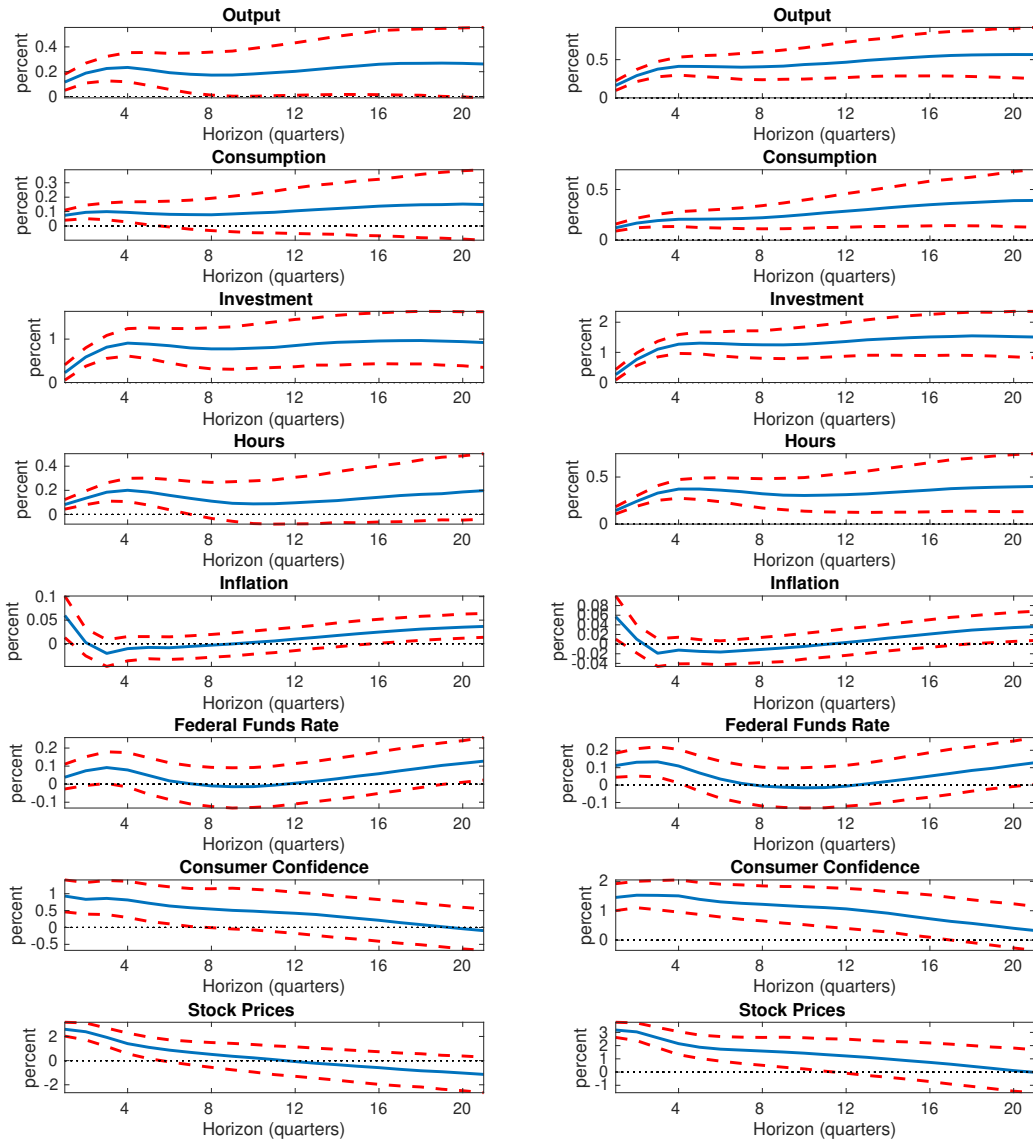 Output
percent
0.4
0.2
0
4 8 12 16 20
Horizon (quarters)
Output
percent
0.5
0
4 8 12 16 20
Horizon (quarters)
Consumption
percent
0.3
0.2
0.1
0
4 8 12 16 20
Horizon (quarters)
Consumption
percent
0.5
0
4 8 12 16 20
Horizon (quarters)
Investment
percent
1
0
4 8 12 16 20
Horizon (quarters)
Investment
percent
2
1
0
4 8 12 16 20
Horizon (quarters)
Hours
percent
0.4
0.2
0
4 8 12 16 20
Horizon (quarters)
Hours
percent
0.5
0
4 8 12 16 20
Horizon (quarters)
Inflation
percent
0.1
0.05
0
4 8 12 16 20
Horizon (quarters)
Inflation
percent
0.08
0.06
0.04
0.02
0
-0.02
-0.04
4 8 12 16 20
Horizon (quarters)
Federal Funds Rate
percent
0.2
0.1
0
-0.1
4 8 12 16 20
Horizon (quarters)
Federal Funds Rate
percent
0.2
0.1
0
-0.1
4 8 12 16 20
Horizon (quarters)
Consumer Confidence
percent
1
0.5
0
-0.5
4 8 12 16 20
Horizon (quarters)
Consumer Confidence
percent
2
1
0
4 8 12 16 20
Horizon (quarters)
Stock Prices
percent
2
0
-2
4 8 12 16 20
Horizon (quarters)
Stock Prices
percent
3
2
1
0
-1
4 8 12 16 20
Horizon (quarters)